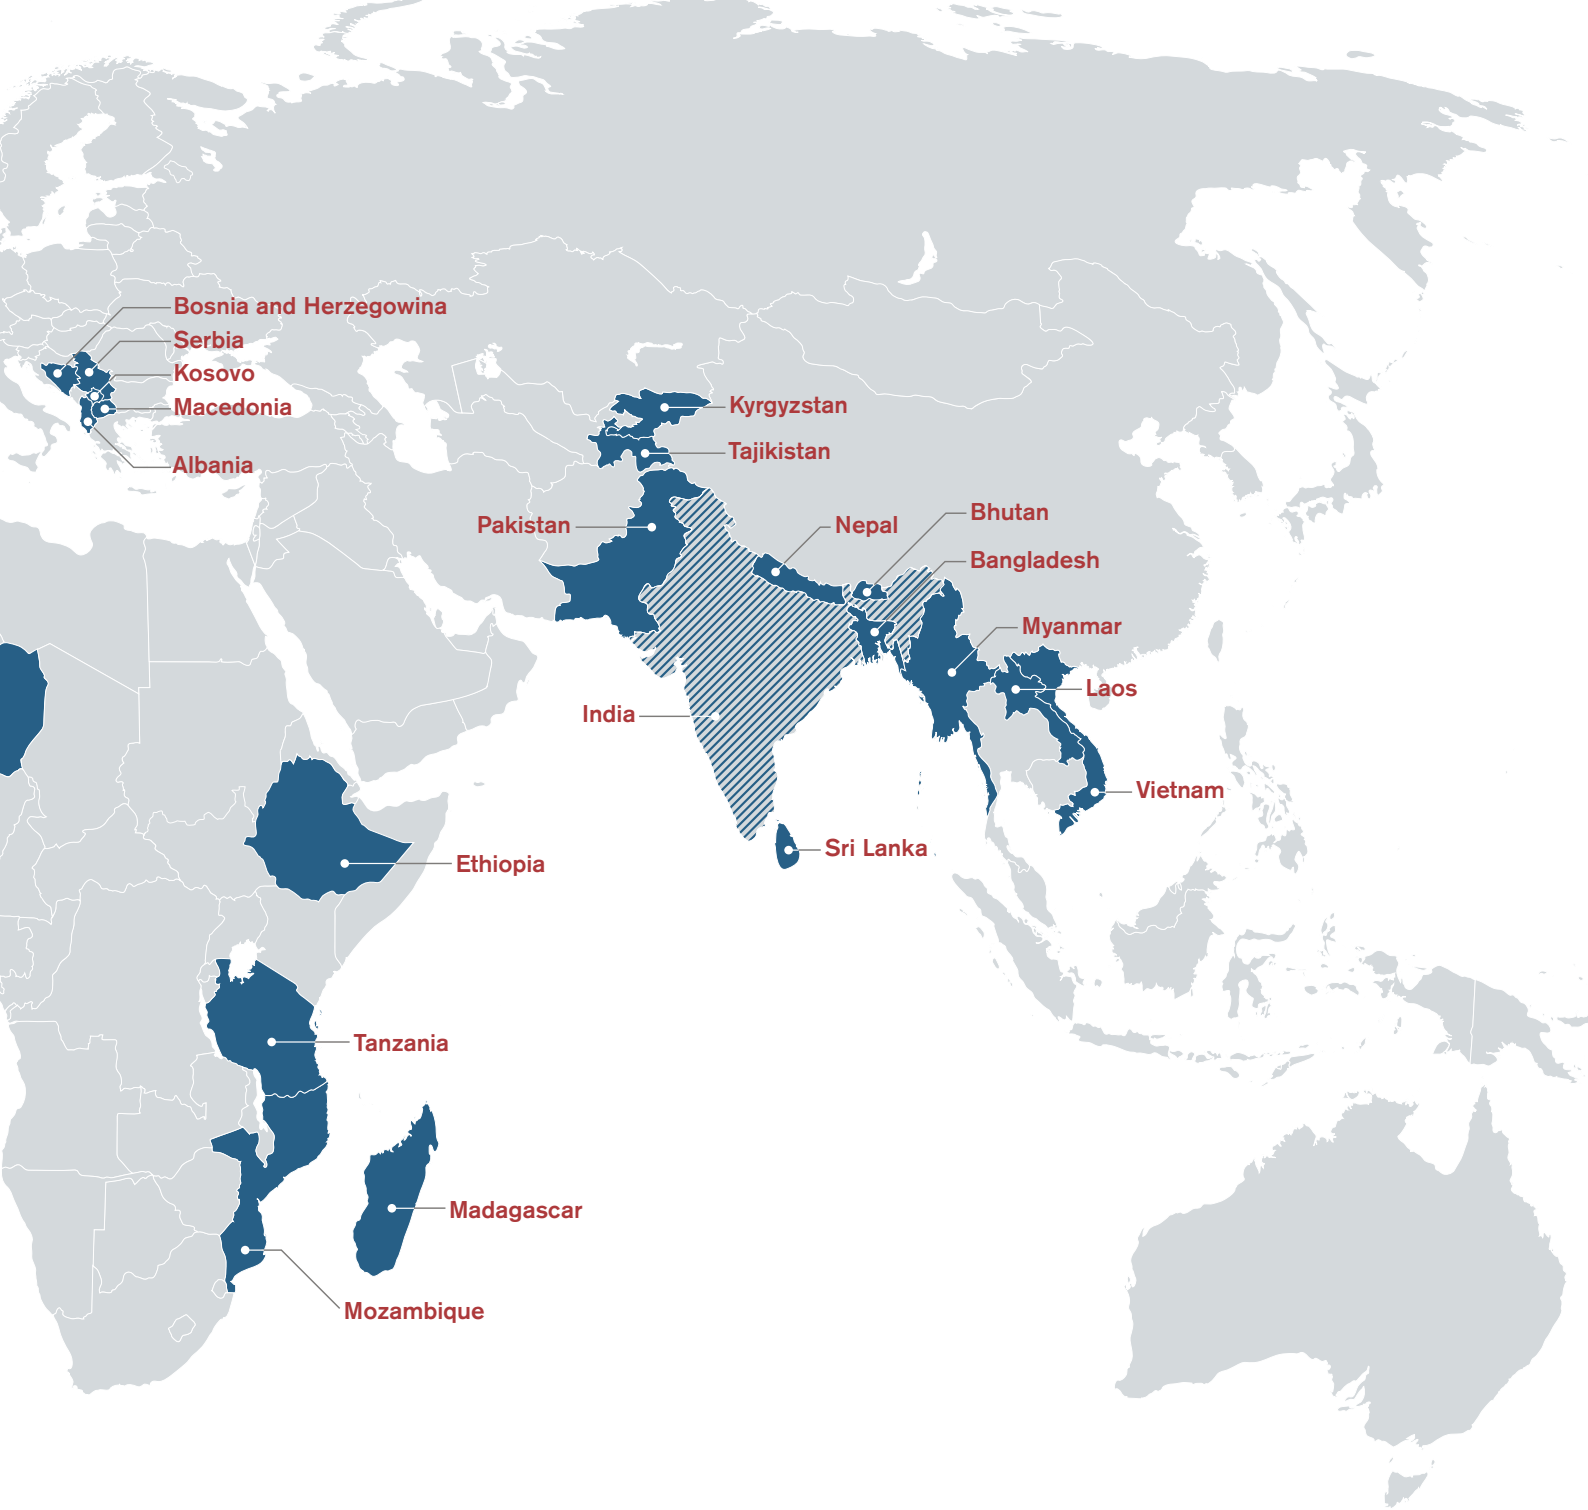 Bosnia and Herzegowina
Serbia
Kosovo
Macedonia
Albania
Kyrgyzstan
Tajikistan
Pakistan
Nepal
Bhutan
Bangladesh
Myanmar
Laos
India
Vietnam
Sri Lanka
Ethiopia
Tanzania
Madagascar
Mozambique